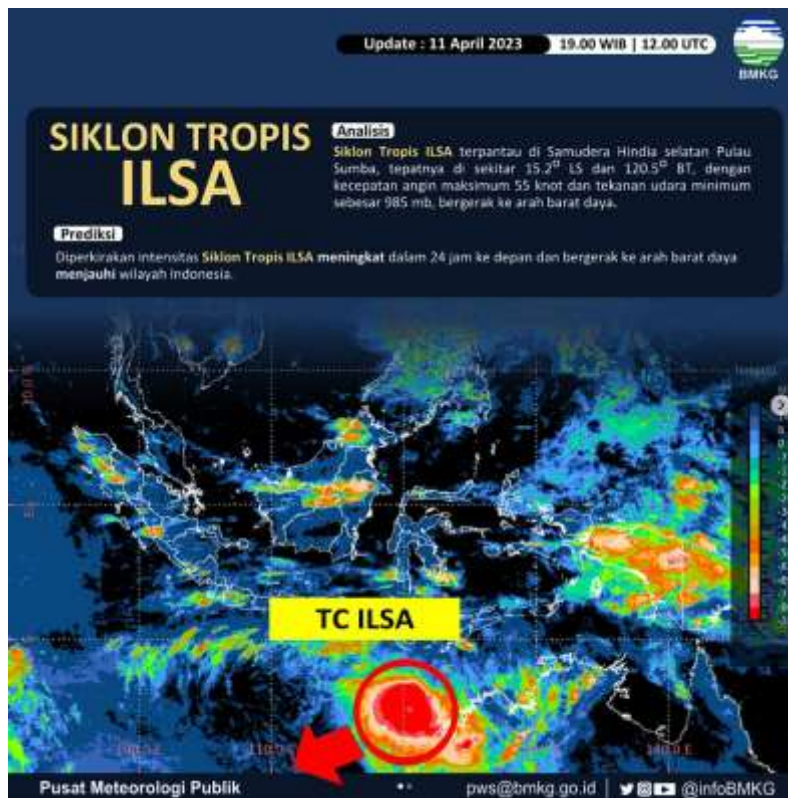 Update : 11 April 2023 19.00 WIB | 12.00 UTC
BMKG
SIKLON TROPIS
ILSA
Analisis
Siklon Tropis ILSA terpantau di Samudera Hindia selatan Pulau
Sumba, tepatnya di sekitar 15.2° LS dan 120.5° BT, dengan
kecepatan angin maksimum 55 knot dan tekanan udara minimum
sebesar 985 mb, bergerak ke arah barat daya.
Prediksi
Diperkirakan intensitas Siklon Tropis ILSA meningkat dalam 24 jam ke depan dan bergerak ke arah barat daya
menjauhi wilayah Indonesia.
TC ILSA
Pusat Meteorologi Publik
pws@bmkg.go.id | @infoBMKG